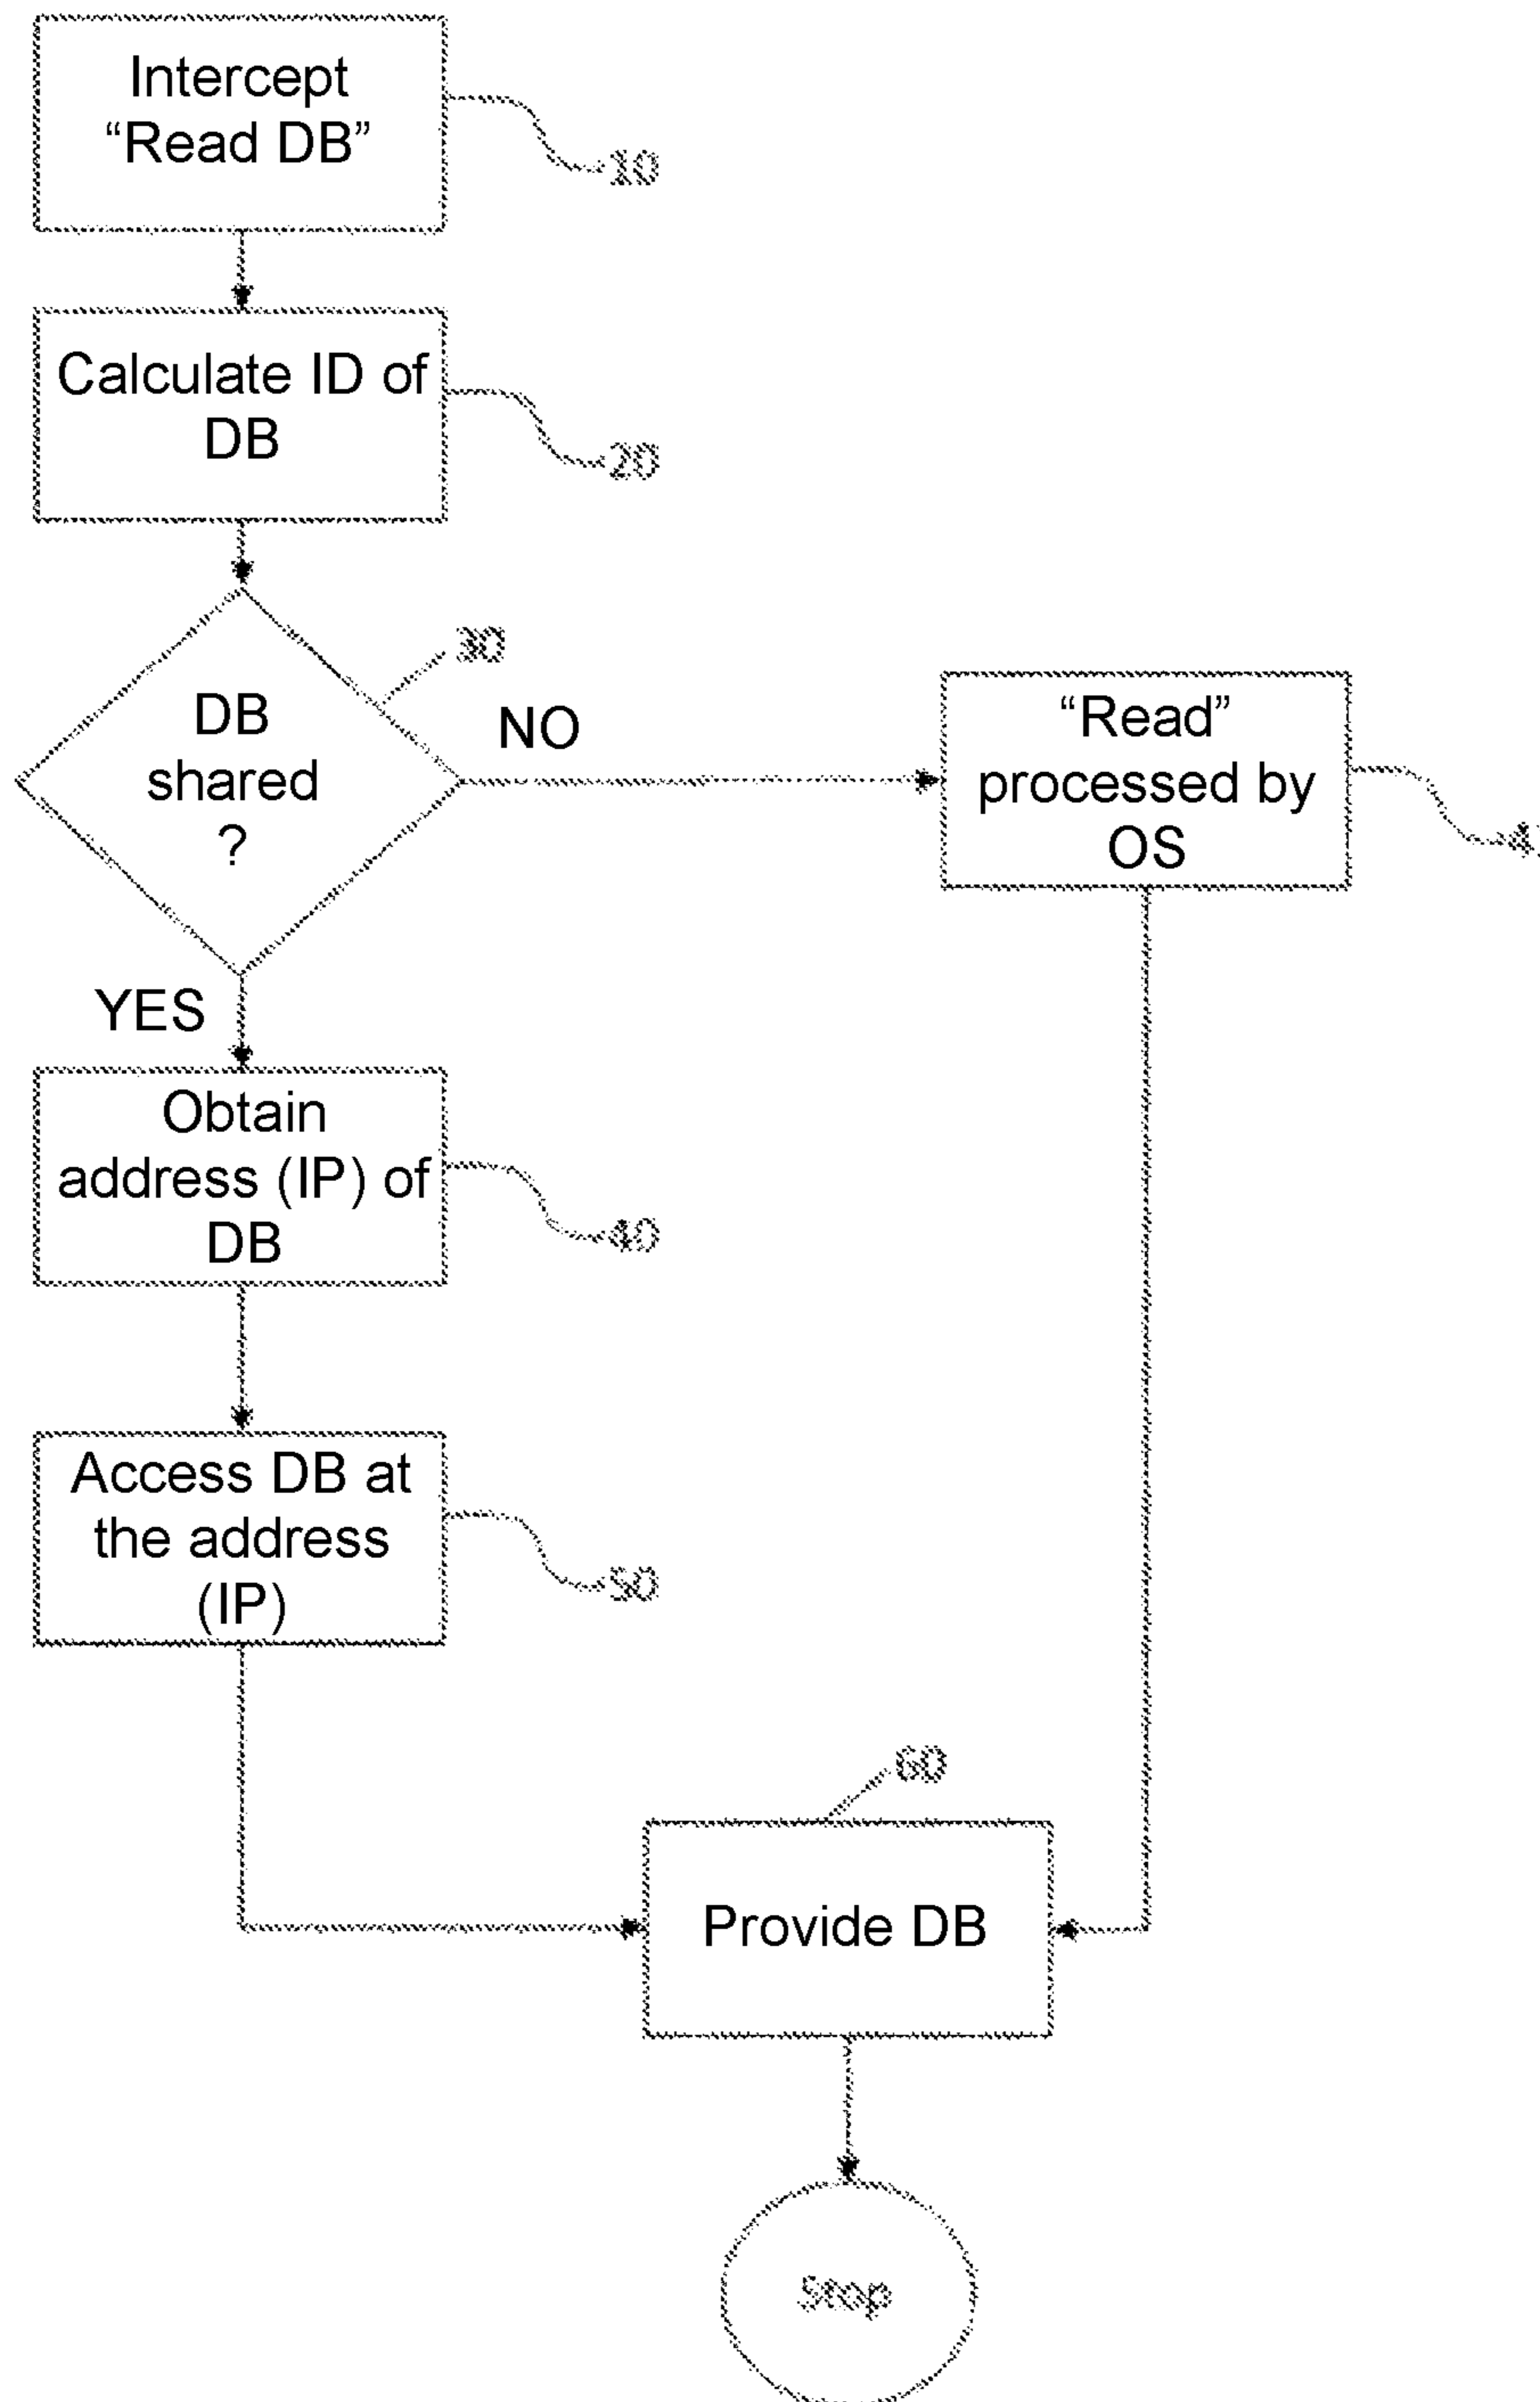 Intercept
“Read DB”
10
Calculate ID of
DB
20
30
DB
shared
?
NO
“Read”
processed by
OS
4
YES
Obtain
address (IP) of
DB
40
Access DB at
the address
(IP)
50
60
Provide DB
Stop